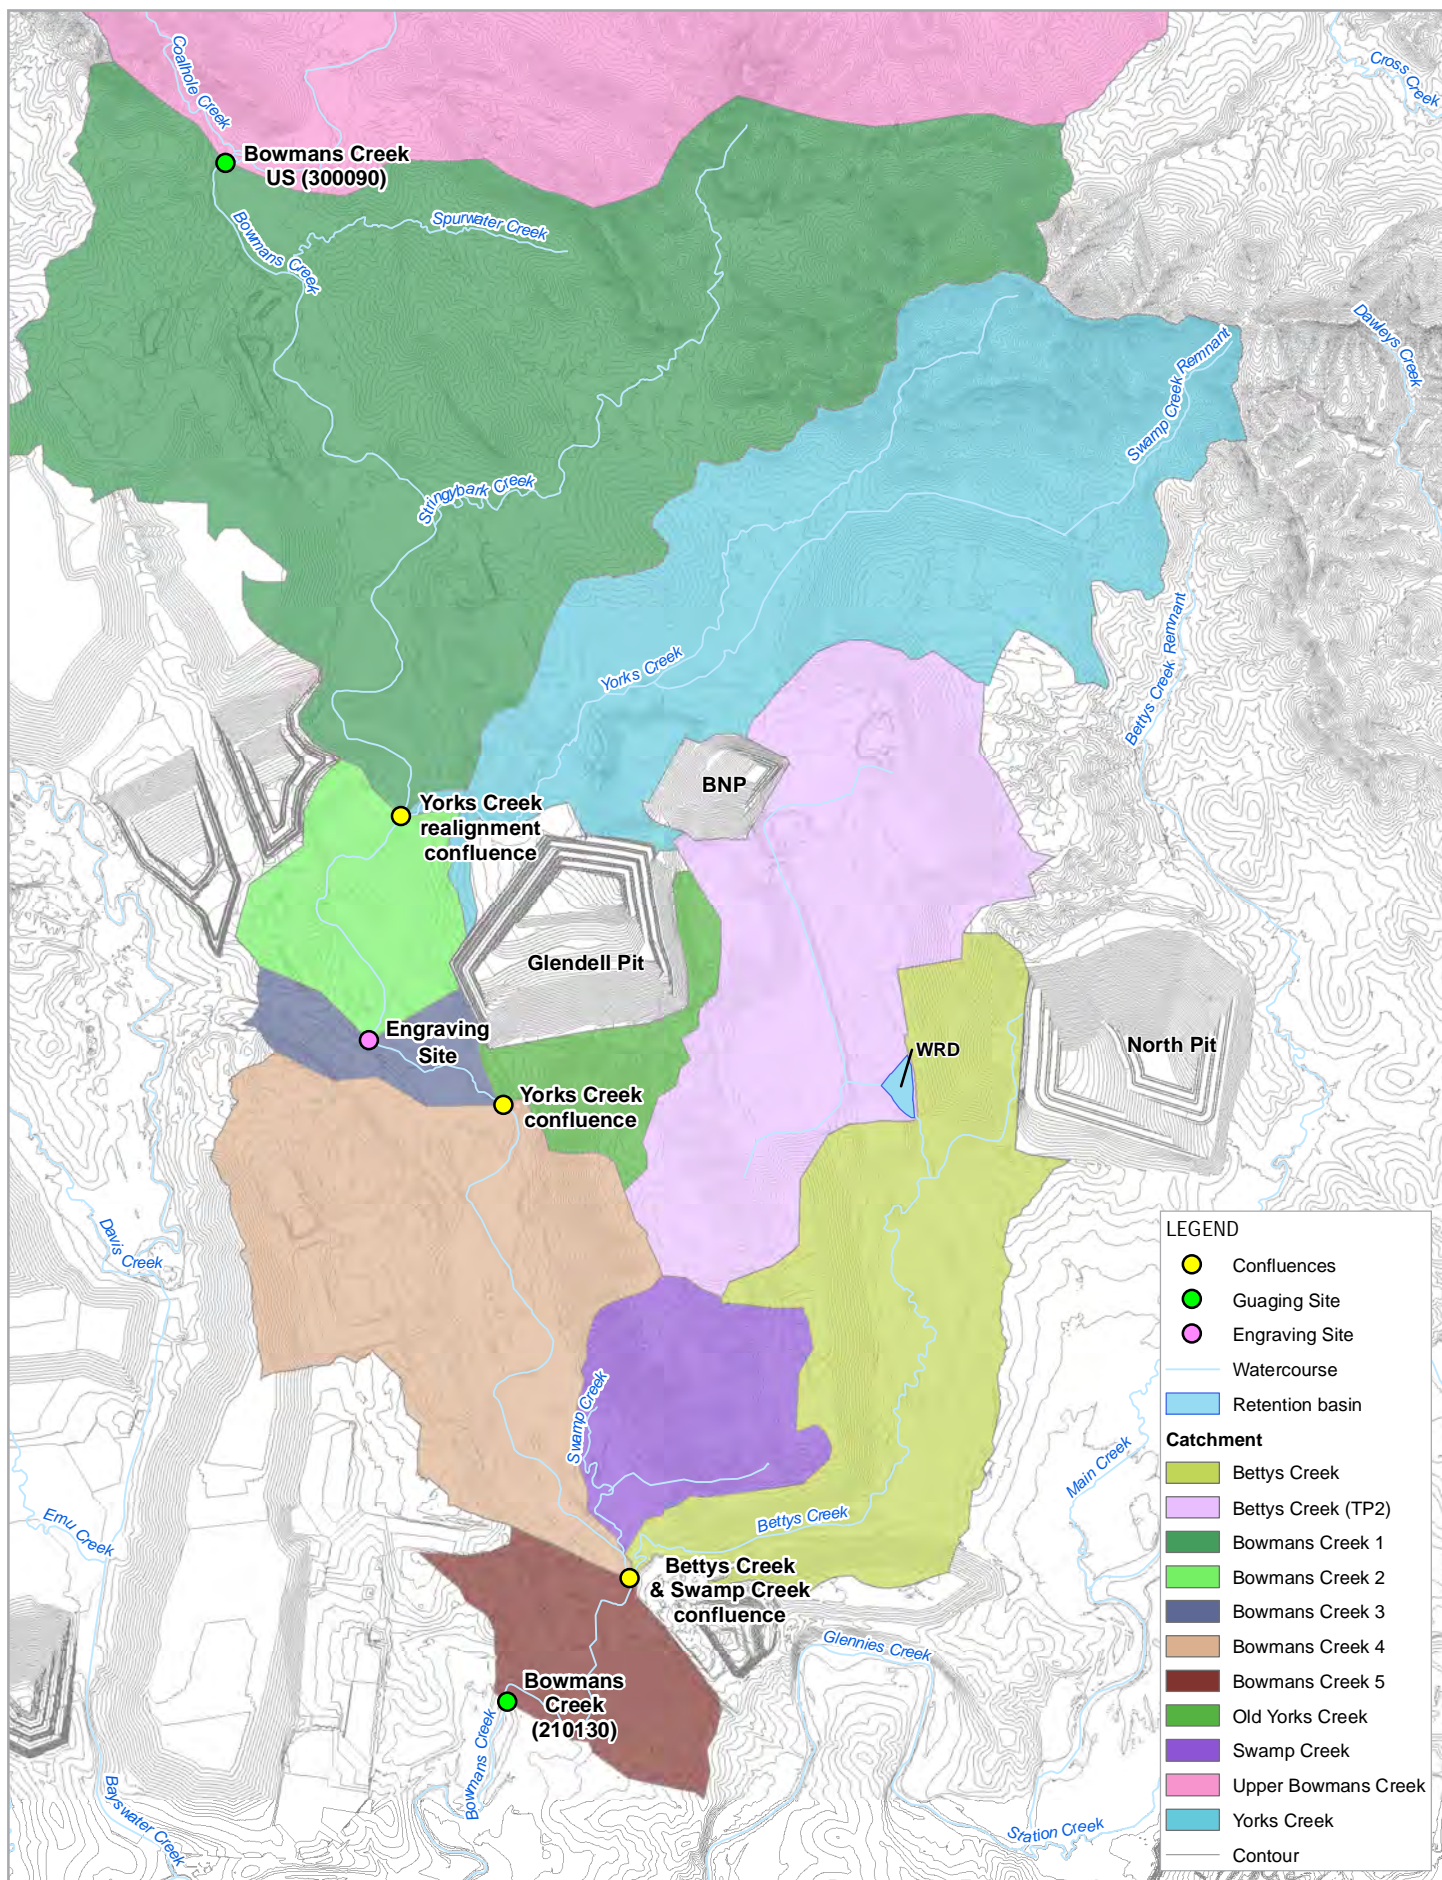 Coalhole Creek
Cross Creek
Bowmans Creek
US (300090)
Bowmans Creek
Spurwater Creek
Dawleys Creek
Swamp Creek Remnant
Stringybark Creek
Bettys Creek Remnant
Yorks Creek
BNP
Yorks Creek
realignment
confluence
Glendell Pit
Engraving
Site
WRD
North Pit
Yorks Creek
confluence
Davis Creek
Swamp Creek
Main Creek
Emu Creek
Bettys Creek
Bettys Creek
& Swamp Creek
confluence
Glennies Creek
Bowmans
Creek
(210130)
Bowmans Creek
Bayswater Creek
Station Creek
LEGEND
Confluences
Guaging Site
Engraving Site
Watercourse
Retention basin
Catchment
Bettys Creek
Bettys Creek (TP2)
Bowmans Creek 1
Bowmans Creek 2
Bowmans Creek 3
Bowmans Creek 4
Bowmans Creek 5
Old Yorks Creek
Swamp Creek
Upper Bowmans Creek
Yorks Creek
Contour